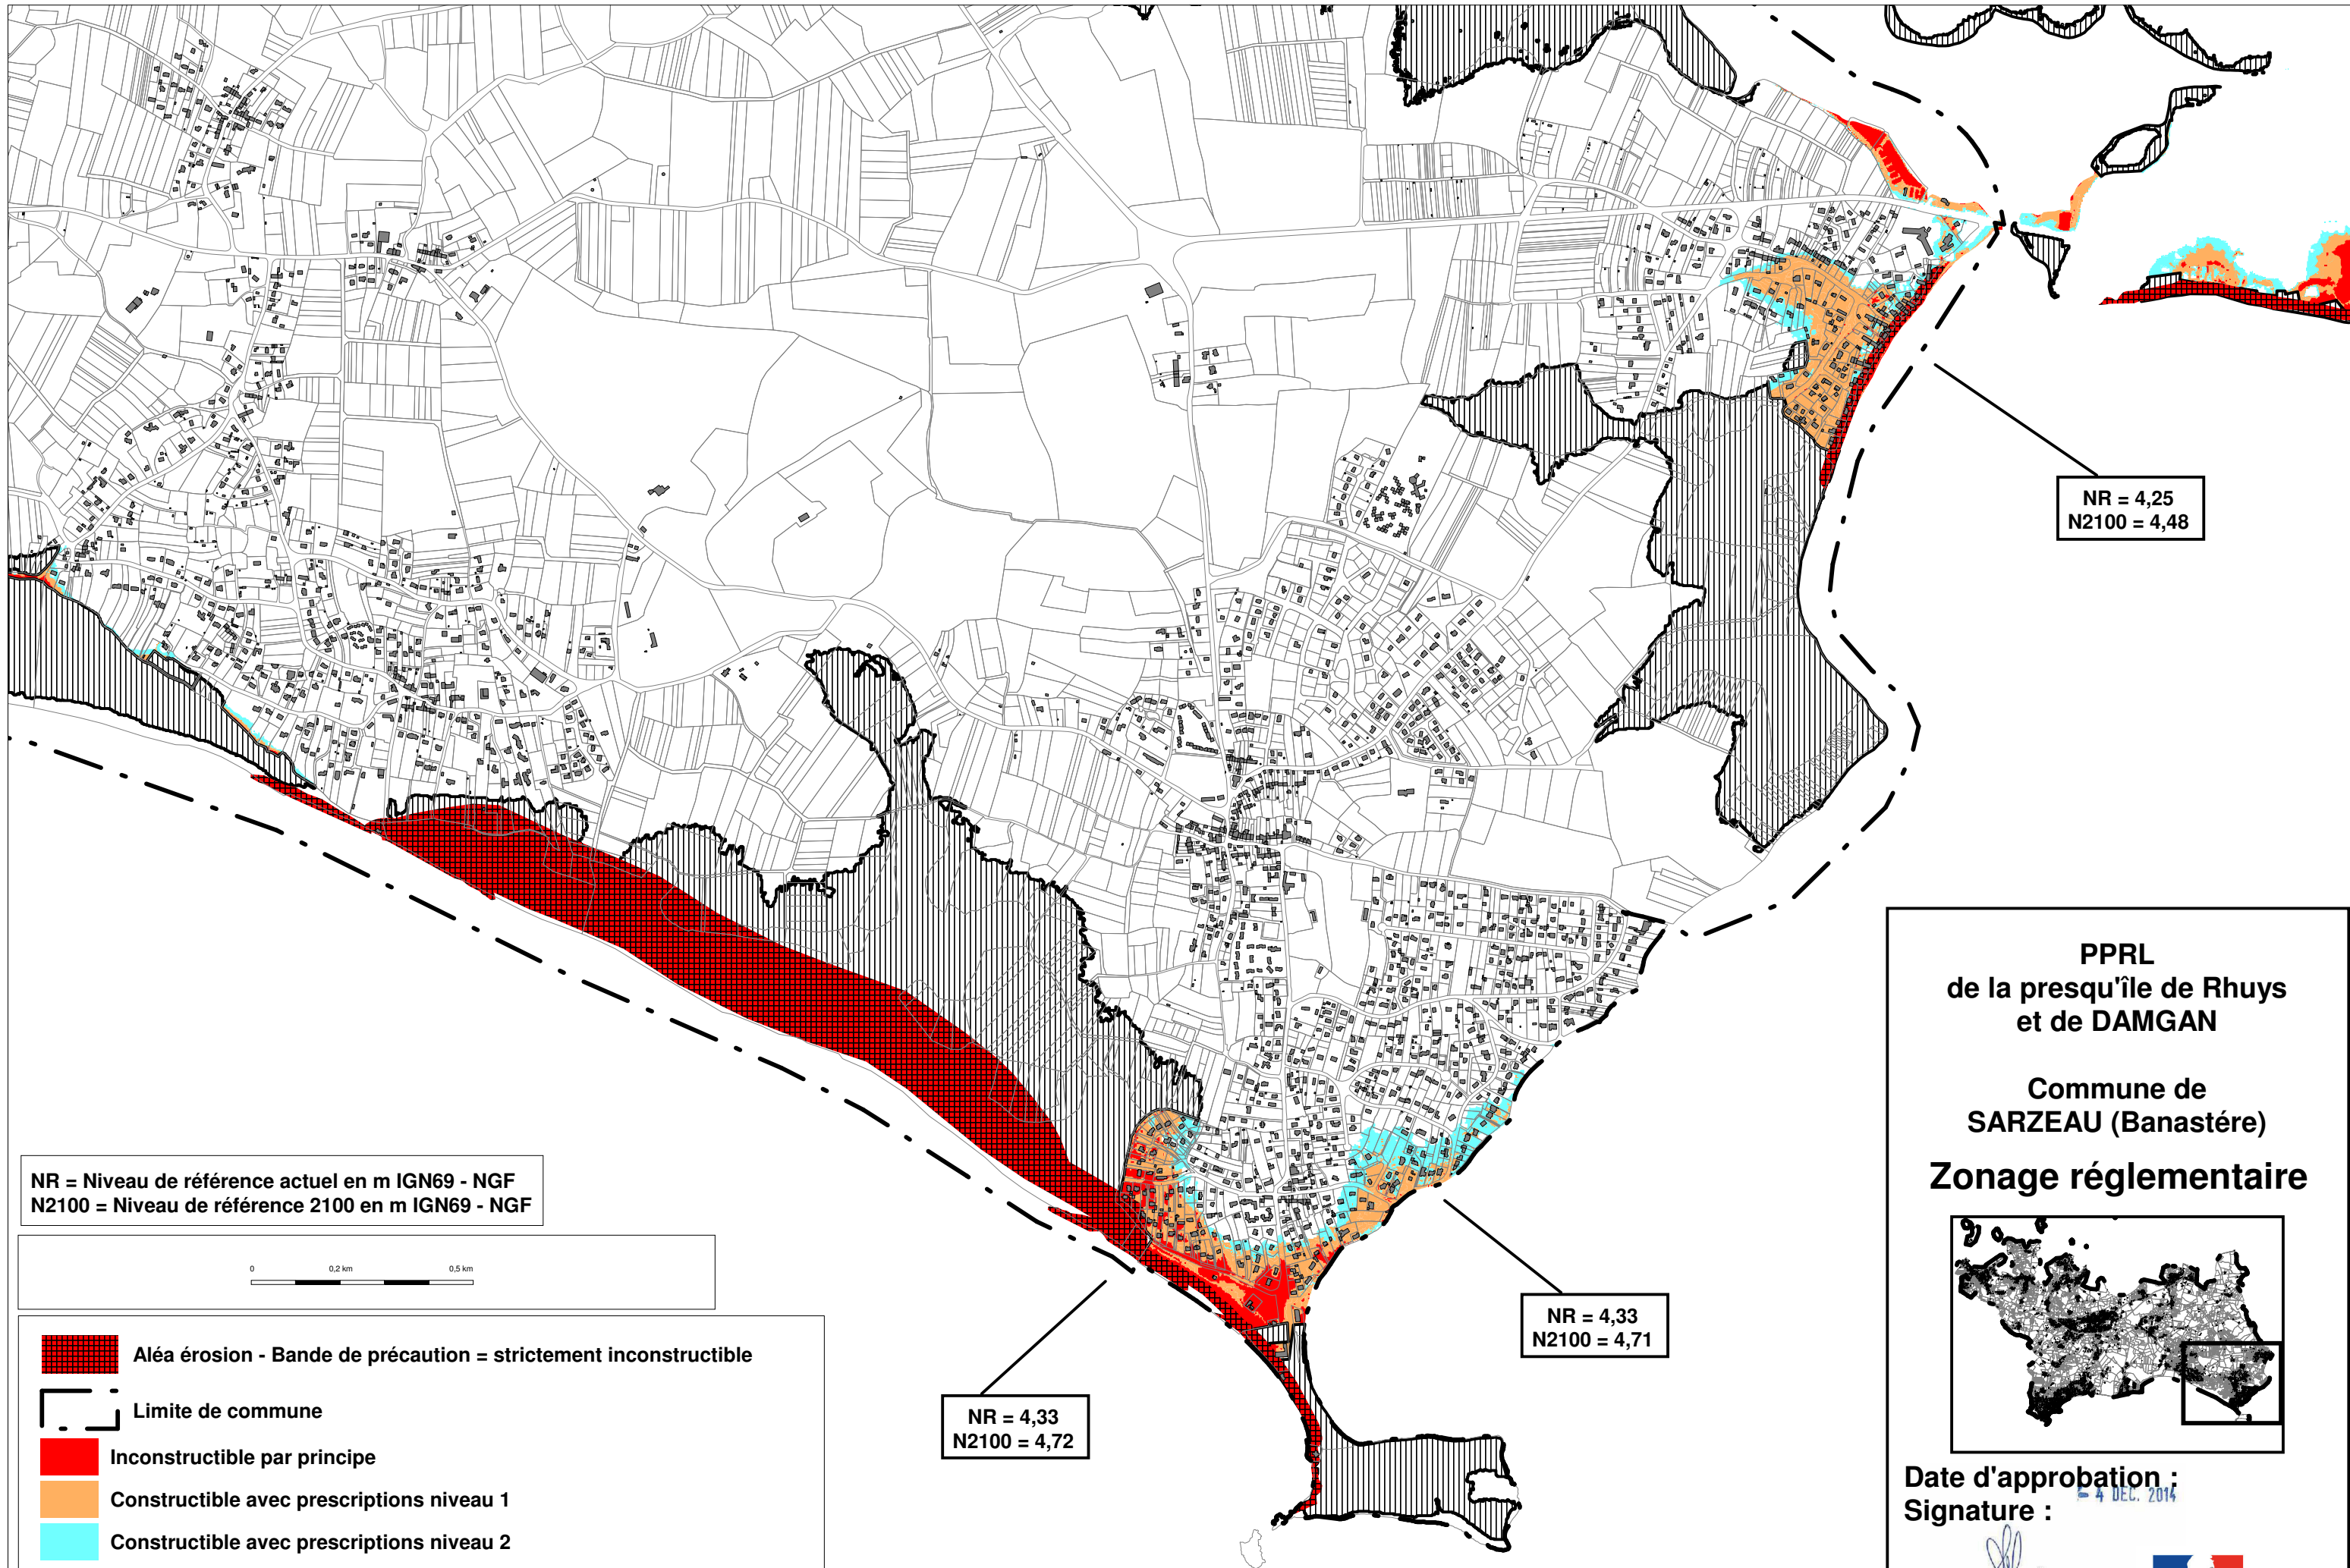 NR = 4,25
N2100 = 4,48
PPRL
de la presqu'île de Rhuys
et de DAMGAN
Commune de
SARZEAU (Banastére)
Zonage réglementaire
Date d'approbation :
- 4 DEC. 2014
Signature :
NR = Niveau de référence actuel en m IGN69 - NGF
N2100 = Niveau de référence 2100 en m IGN69 - NGF
0 0,2 km 0,5 km
Aléa érosion - Bande de précaution = strictement inconstructible
Limite de commune
Inconstructible par principe
Constructible avec prescriptions niveau 1
Constructible avec prescriptions niveau 2
NR = 4,33
N2100 = 4,72
NR = 4,33
N2100 = 4,71